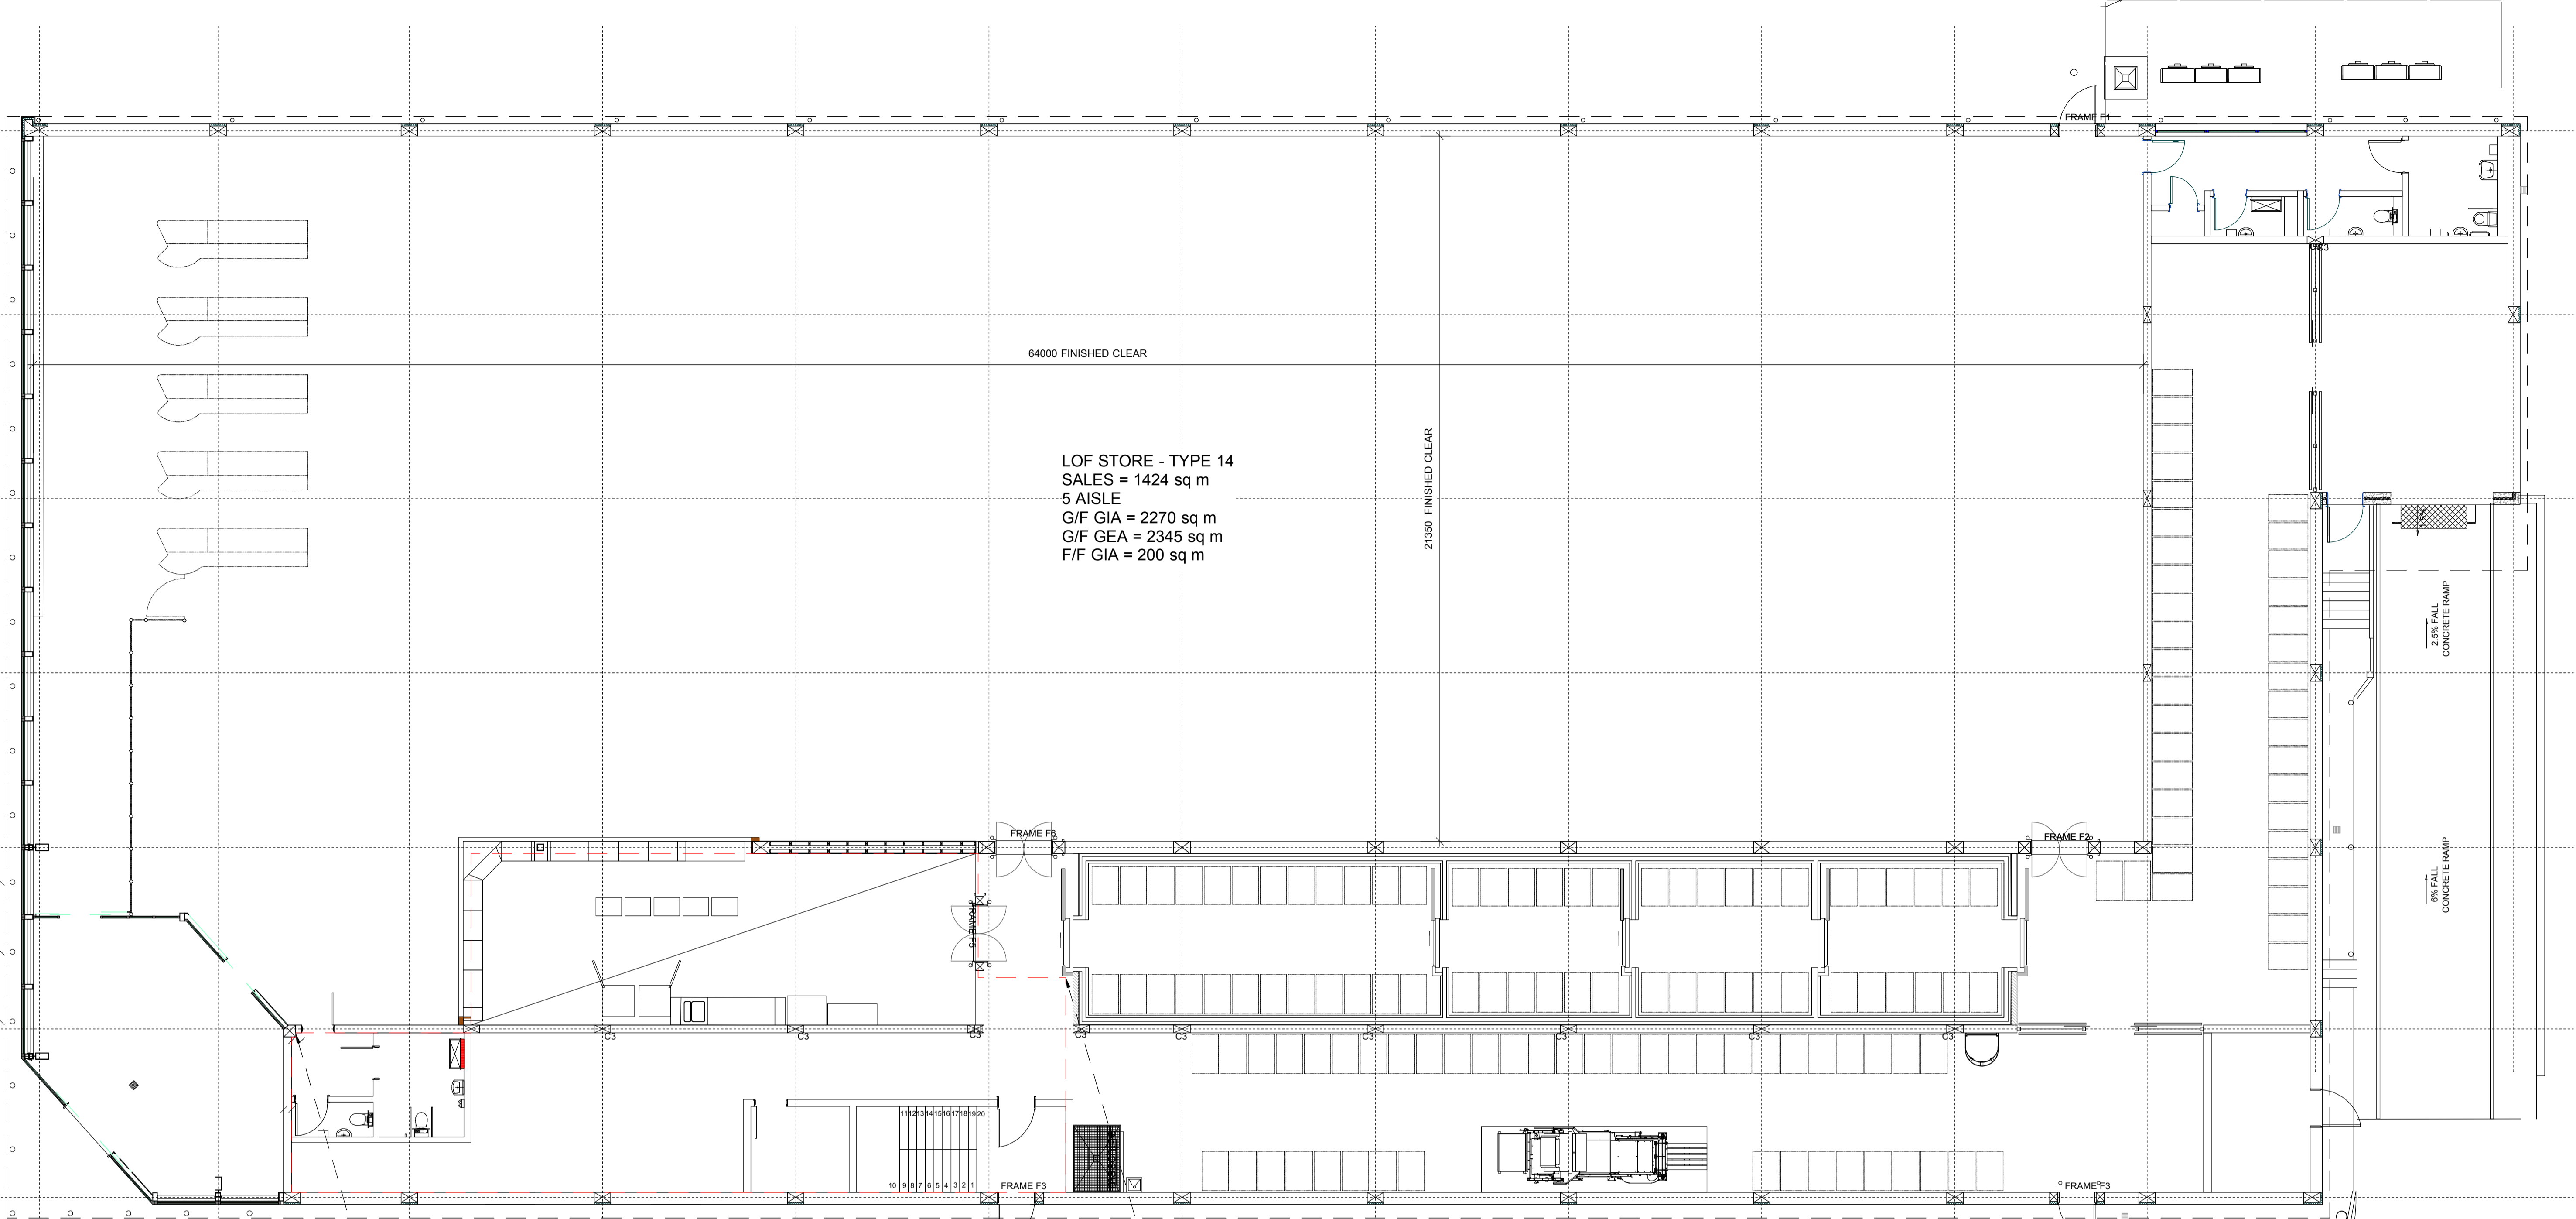 FRAME F1
C3
64000 FINISHED CLEAR
21350 FINISHED CLEAR
LOF STORE - TYPE 14
SALES = 1424 sq m
5 AISLE
G/F GIA = 2270 sq m
G/F GEA = 2345 sq m
F/F GIA = 200 sq m
2.5% FALL
CONCRETE RAMP
FRAME F6
FRAME F2
6% FALL
CONCRETE RAMP
FRAME F5
C3
C3
C3
C3
C3
C3
C3
C3
C3
11 12 13 14 15 16 17 18 19 20
maschine
10 9 8 7 6 5 4 3 2 1
FRAME F3
FRAME F3